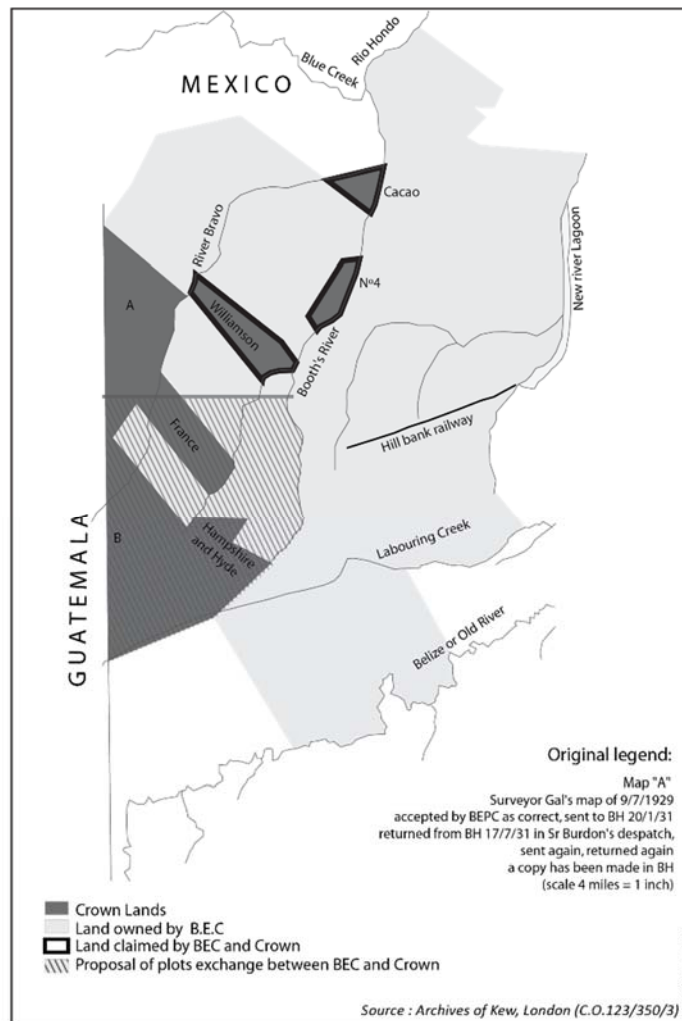 Rio Hondo
Blue Creek
MEXICO
Cacao
River Bravo
New river Lagoon
A
Nº4
Williamson
Booth's River
France
Hill bank railway
GUATEMALA
B
Hampshire
and Hyde
Labouring Creek
Belize or Old River
Original legend:
Map "A"
Surveyor Gal's map of 9/7/1929
accepted by BEPC as correct, sent to BH 20/1/31
returned from BH 17/7/31 in Sr Burdon's despatch,
sent again, returned again
a copy has been made in BH
(scale 4 miles = 1 inch)
Crown Lands
Land owned by B.E.C
Land claimed by BEC and Crown
Proposal of plots exchange between BEC and Crown
Source : Archives of Kew, London (C.O.123/350/3)